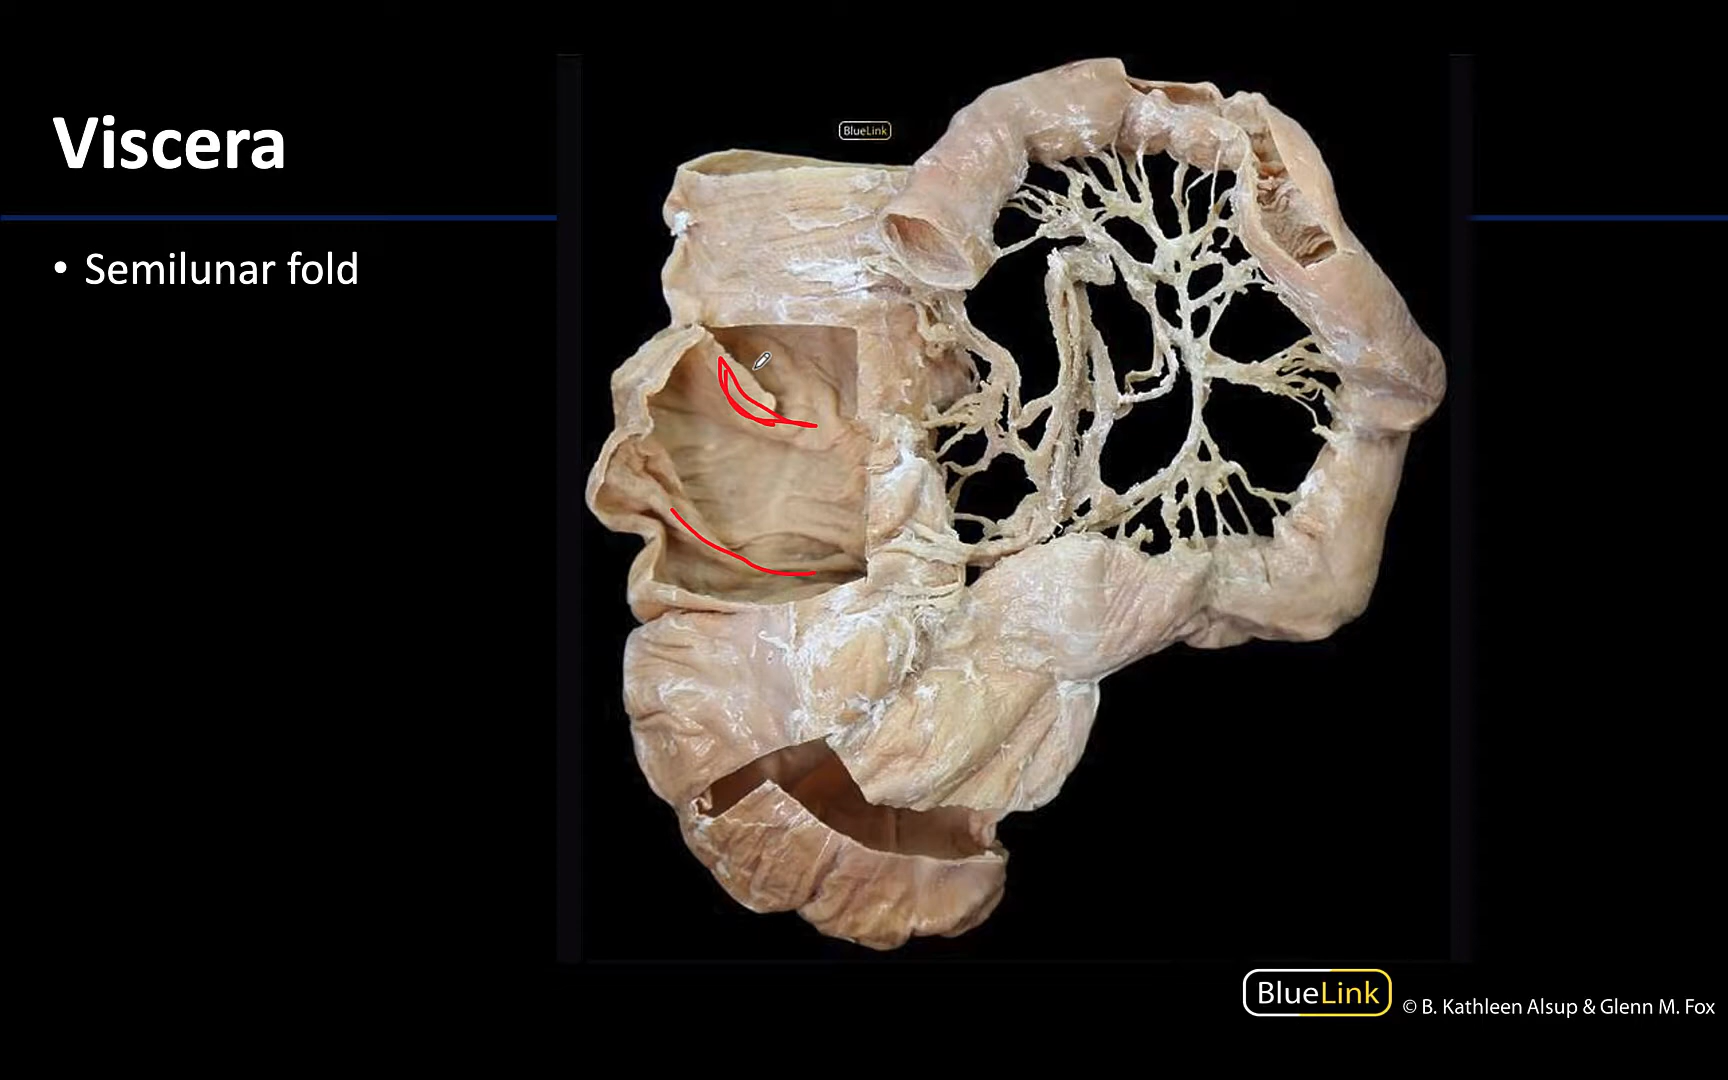 Viscera
• Semilunar fold
BlueLink
BlueLink
© B. Kathleen Alsup & Glenn M. Fox